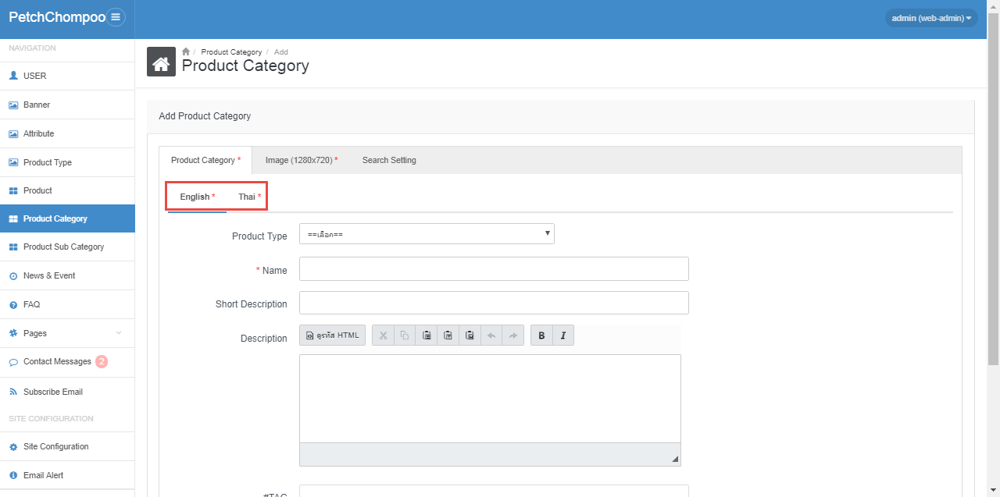 PetchChompoo
admin (web-admin)
NAVIGATION
USER
Banner
Attribute
Product Type
Product
Product Category
Product Sub Category
News & Event
FAQ
Pages
Contact Messages 2
Subscribe Email
SITE CONFIGURATION
Site Configuration
Email Alert
/ Product Category / Add
Product Category
Add Product Category
Product Category * Image (1280x720) * Search Setting
English * Thai *
Product Type ==เลือก==
* Name
Short Description
Description ดูรหัส HTML B I
#TAG